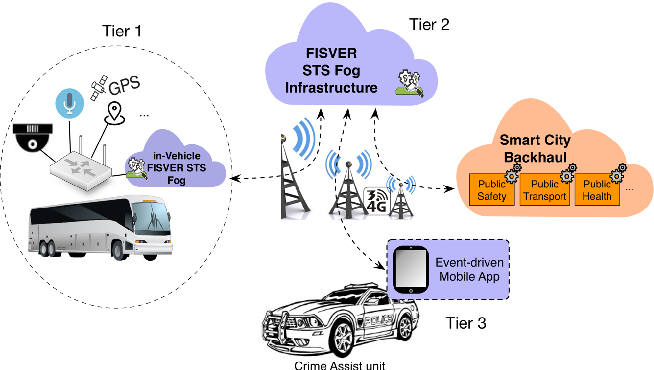 Tier 1
GPS
...
in-Vehicle
FISVER STS
Fog
Tier 2
FISVER
STS Fog
Infrastructure
4G
Smart City
Backhaul
Public
Safety
Public
Transport
Public
Health
...
Event-driven
Mobile App
Tier 3
POLICE
Crime Assist unit